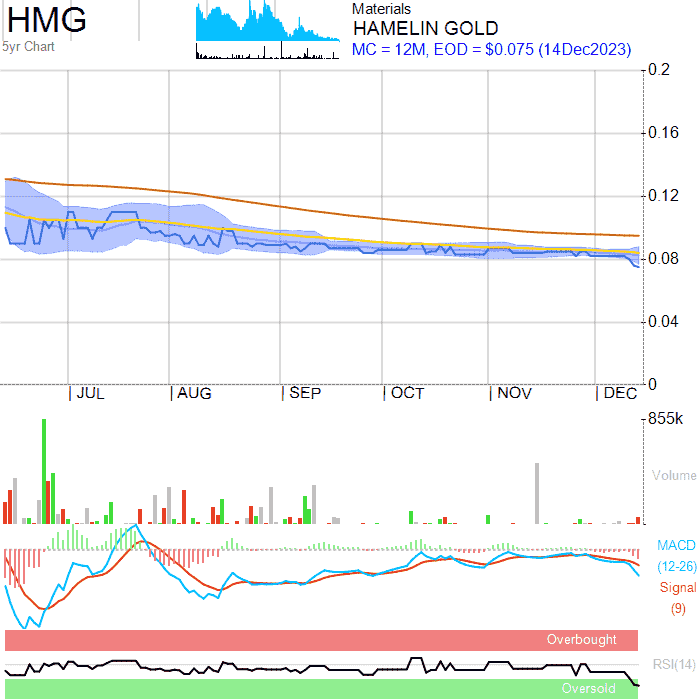 HMG
5yr Chart
Materials
HAMELIN GOLD
MC = 12M, EOD = $0.075 (14Dec2023)
0.2
0.16
0.12
0.08
0.04
0
JUL AUG SEP OCT NOV DEC
855k
Volume
MACD
(12-26)
Signal
(9)
Overbought
RSI(14)
Oversold